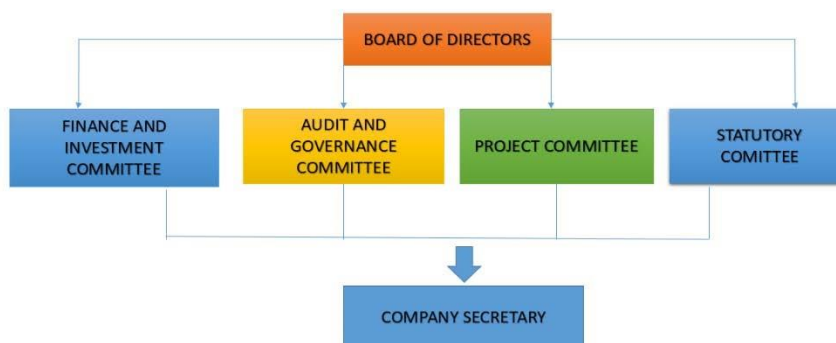 BOARD OF DIRECTORS
FINANCE AND
INVESTMENT
COMMITTEE
AUDIT AND
GOVERNANCE
COMMITTEE
PROJECT COMMITTEE
STATUTORY
COMITTEE
COMPANY SECRETARY